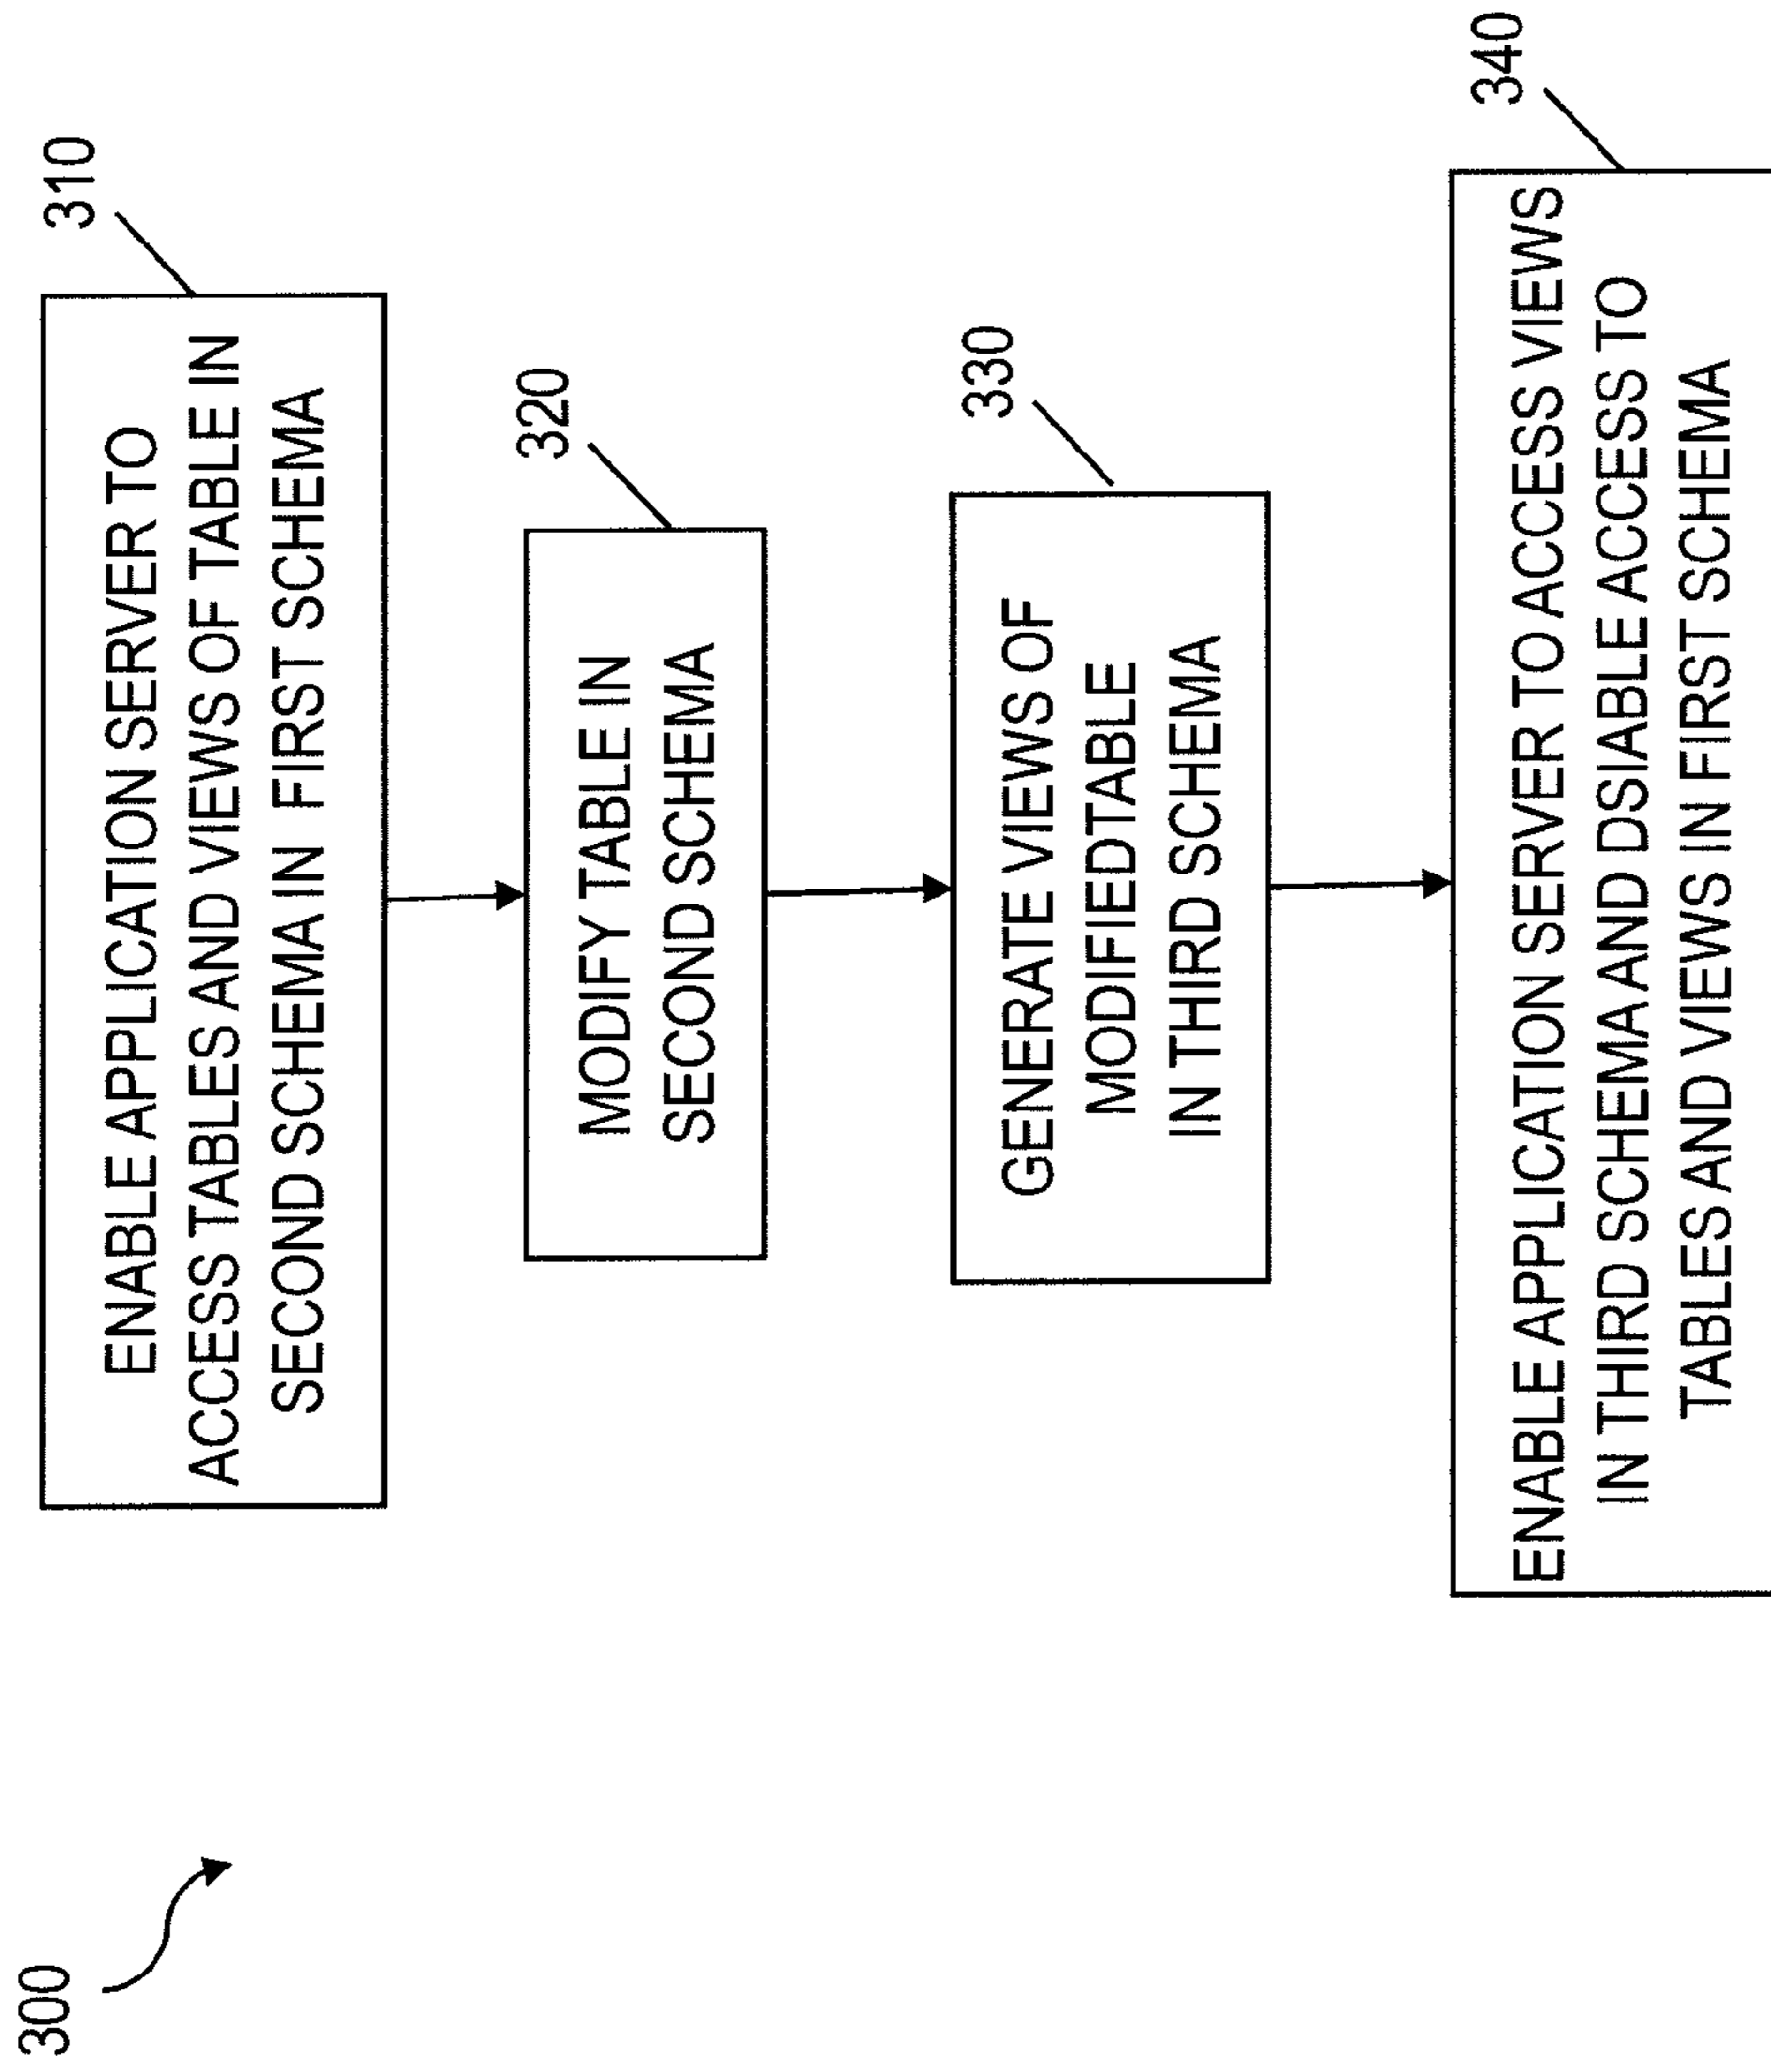 300
310
ENABLE APPLICATION SERVER TO
ACCESS TABLES AND VIEWS OF TABLE IN
SECOND SCHEMA IN FIRST SCHEMA
320
MODIFY TABLE IN
SECOND SCHEMA
330
GENERATE VIEWS OF
MODIFIEDTABLE
IN THIRD SCHEMA
340
ENABLE APPLICATION SERVER TO ACCESS VIEWS
IN THIRD SCHEMA AND DSIABLE ACCESS TO
TABLES AND VIEWS IN FIRST SCHEMA